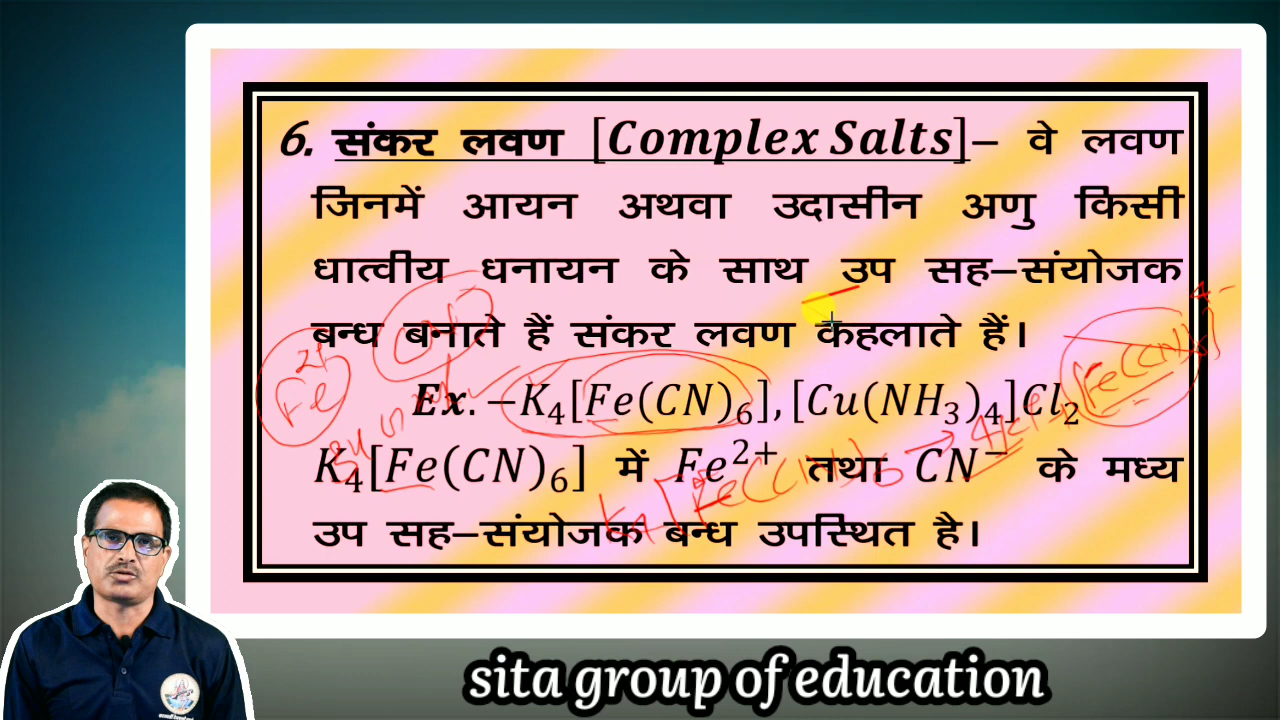 6. संकर लवण [Complex Salts]– वे लवण
जिनमें आयन अथवा उदासीन अणु किसी
धात्वीय धनायन के साथ उप सह–संयोजक
बन्ध बनाते हैं संकर लवण कहलाते हैं।
Ex. –K₄[Fe(CN)₆], [Cu(NH₃)₄]Cl₂
K₄[Fe(CN)₆] में Fe²⁺ तथा CN⁻ के मध्य
उप सह–संयोजक बन्ध उपस्थित है।
Fe²⁺
sita group of education